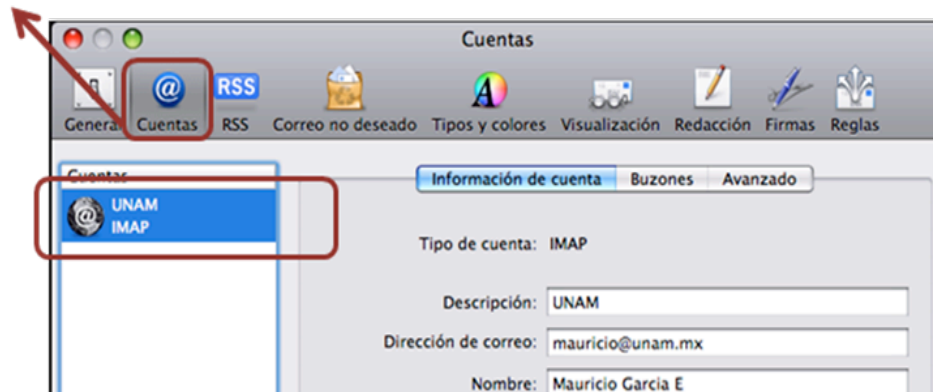 Cuentas
RSS
General Cuentas RSS Correo no deseado Tipos y colores Visualización Redacción Firmas Reglas
Cuentas
Información de cuenta Buzones Avanzado
UNAM
IMAP
Tipo de cuenta: IMAP
Descripción: UNAM
Dirección de correo: mauricio@unam.mx
Nombre: Mauricio Garcia E